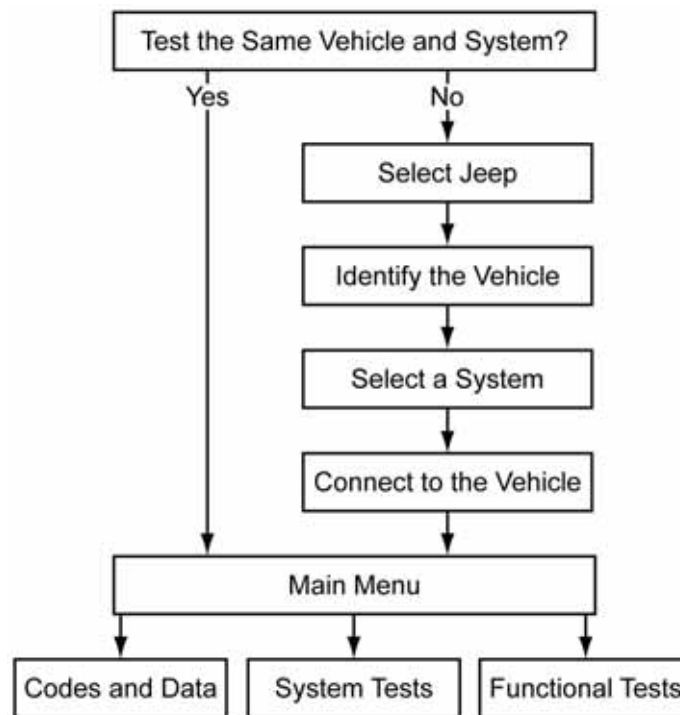 Test the Same Vehicle and System?
Yes
No
Select Jeep
Identify the Vehicle
Select a System
Connect to the Vehicle
Main Menu
Codes and Data
System Tests
Functional Tests